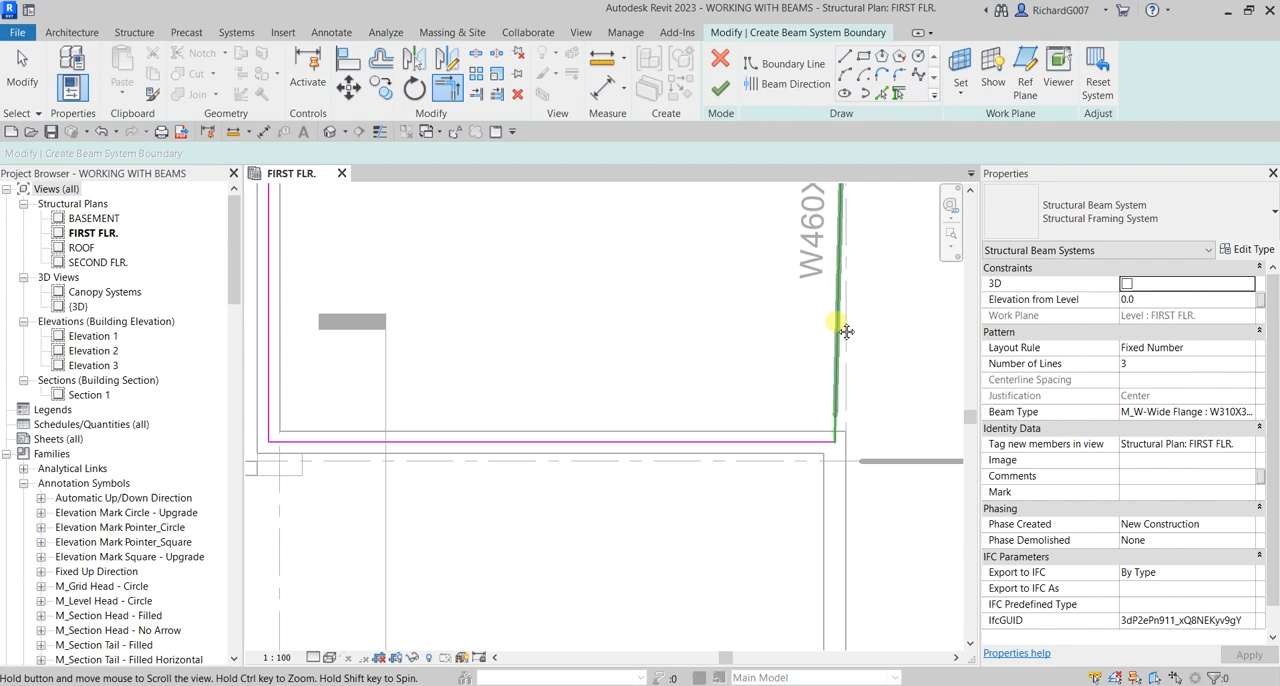 Autodesk Revit 2023 - WORKING WITH BEAMS - Structural Plan: FIRST FLR.
RichardG007
File
Architecture
Structure
Precast
Systems
Insert
Annotate
Analyze
Massing & Site
Collaborate
View
Manage
Add-Ins
Modify | Create Beam System Boundary
Modify
Paste
Notch
Cut
Join
Activate
Boundary Line
Beam Direction
Set
Show
Ref
Plane
Viewer
Reset
System
Select
Properties
Clipboard
Geometry
Controls
Modify
View
Measure
Create
Mode
Draw
Work Plane
Adjust
Modify | Create Beam System Boundary
Project Browser - WORKING WITH BEAMS
Views (all)
Structural Plans
BASEMENT
FIRST FLR.
ROOF
SECOND FLR.
3D Views
Canopy Systems
{3D}
Elevations (Building Elevation)
Elevation 1
Elevation 2
Elevation 3
Sections (Building Section)
Section 1
Legends
Schedules/Quantities (all)
Sheets (all)
Families
Analytical Links
Annotation Symbols
Automatic Up/Down Direction
Elevation Mark Circle - Upgrade
Elevation Mark Pointer_Circle
Elevation Mark Pointer_Square
Elevation Mark Square - Upgrade
Fixed Up Direction
M_Grid Head - Circle
M_Level Head - Circle
M_Section Head - Filled
M_Section Head - No Arrow
M_Section Tail - Filled
M_Section Tail - Filled Horizontal
FIRST FLR.
W460X
1 : 100
Properties
Structural Beam System
Structural Framing System
Structural Beam Systems
Edit Type
Constraints
3D
Elevation from Level 0.0
Work Plane Level : FIRST FLR.
Pattern
Layout Rule Fixed Number
Number of Lines 3
Centerline Spacing
Justification Center
Beam Type M_W-Wide Flange : W310X3...
Identity Data
Tag new members in view Structural Plan: FIRST FLR.
Image
Comments
Mark
Phasing
Phase Created New Construction
Phase Demolished None
IFC Parameters
Export to IFC By Type
Export to IFC As
IFC Predefined Type
IfcGUID 3dP2ePn911_xQ8NEKyv9gY
Properties help
Apply
Hold button and move mouse to Scroll the view. Hold Ctrl key to Zoom. Hold Shift key to Spin.
:0
Main Model
:0